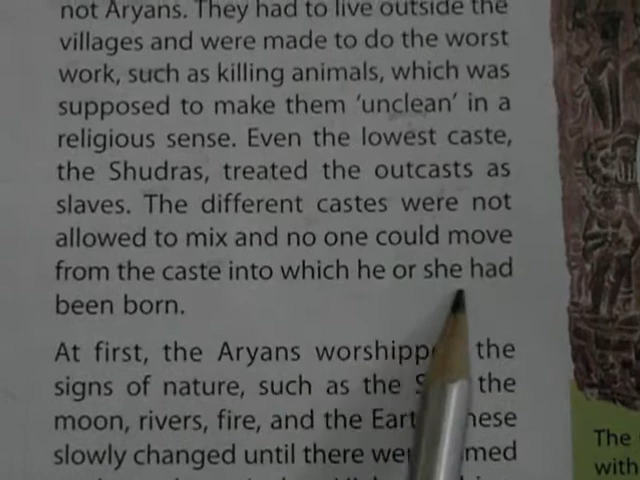 not Aryans. They had to live outside the
villages and were made to do the worst
work, such as killing animals, which was
supposed to make them ‘unclean’ in a
religious sense. Even the lowest caste,
the Shudras, treated the outcasts as
slaves. The different castes were not
allowed to mix and no one could move
from the caste into which he or she had
been born.
At first, the Aryans worshipp the
signs of nature, such as the the
moon, rivers, fire, and the
slowly changed until there
The
with